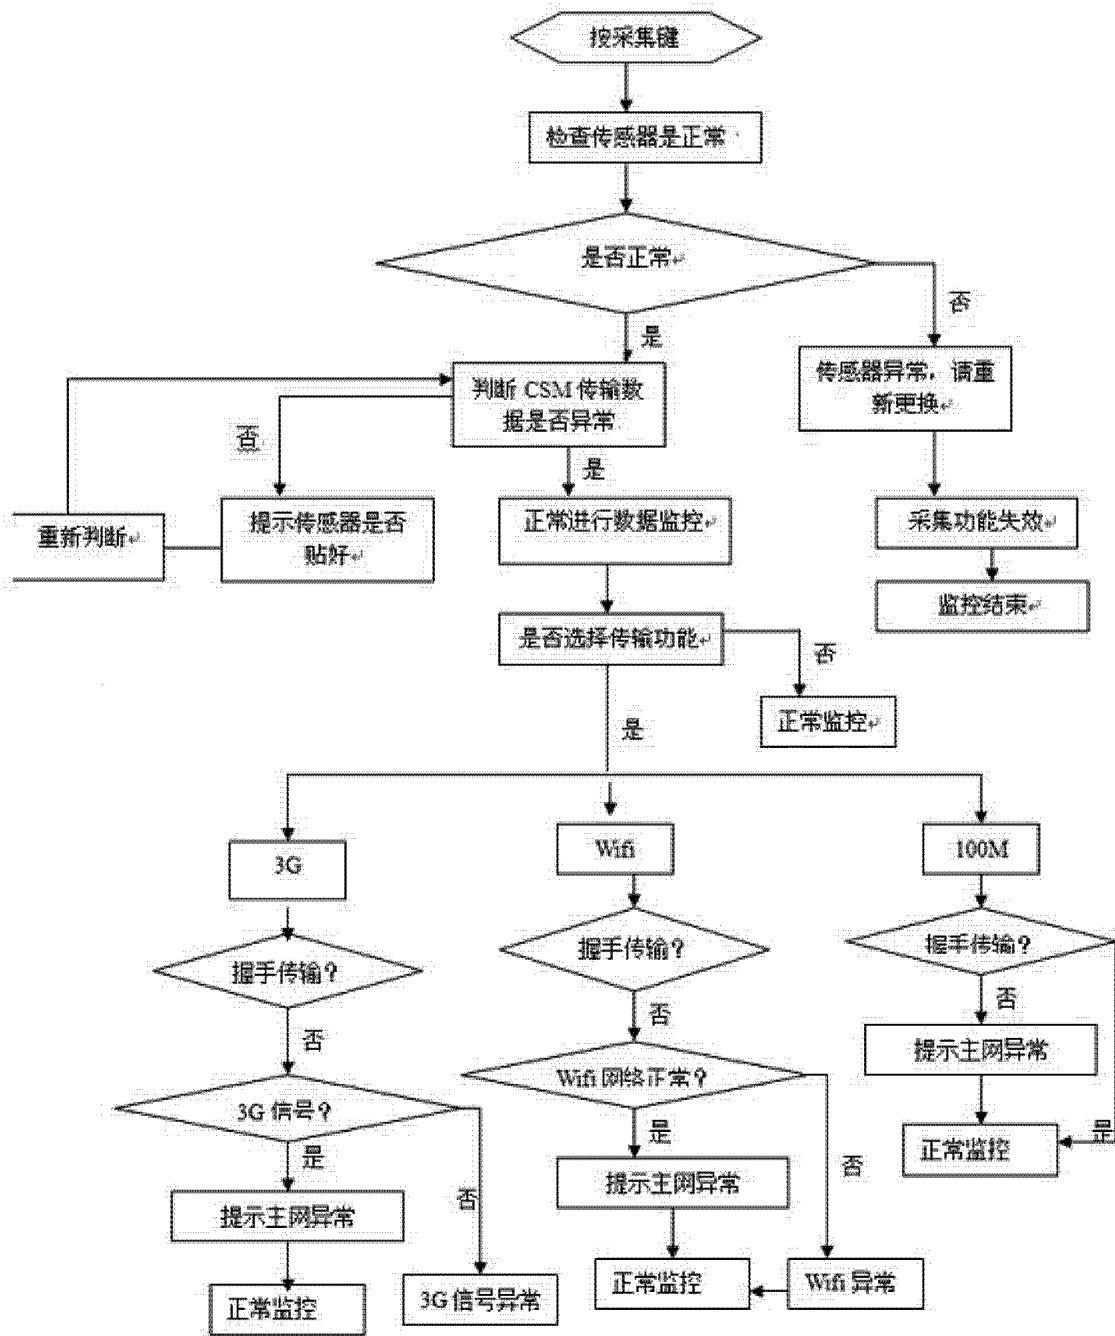 按采集键
检查传感器是正常
是否正常
否
是
传感器异常，请重
新更换
判断 CSM 传输数
据是否异常
否
是
重新判断
提示传感器是否
贴好
正常进行数据监控
采集功能失效
监控结束
是否选择传输功能
否
正常监控
是
3G
Wifi
100M
握手传输？
握手传输？
握手传输？
否
否
否
提示主网异常
3G 信号？
Wifi 网络正常？
是
是
是
正常监控
否
否
提示主网异常
提示主网异常
正常监控
3G 信号异常
正常监控
Wifi 异常